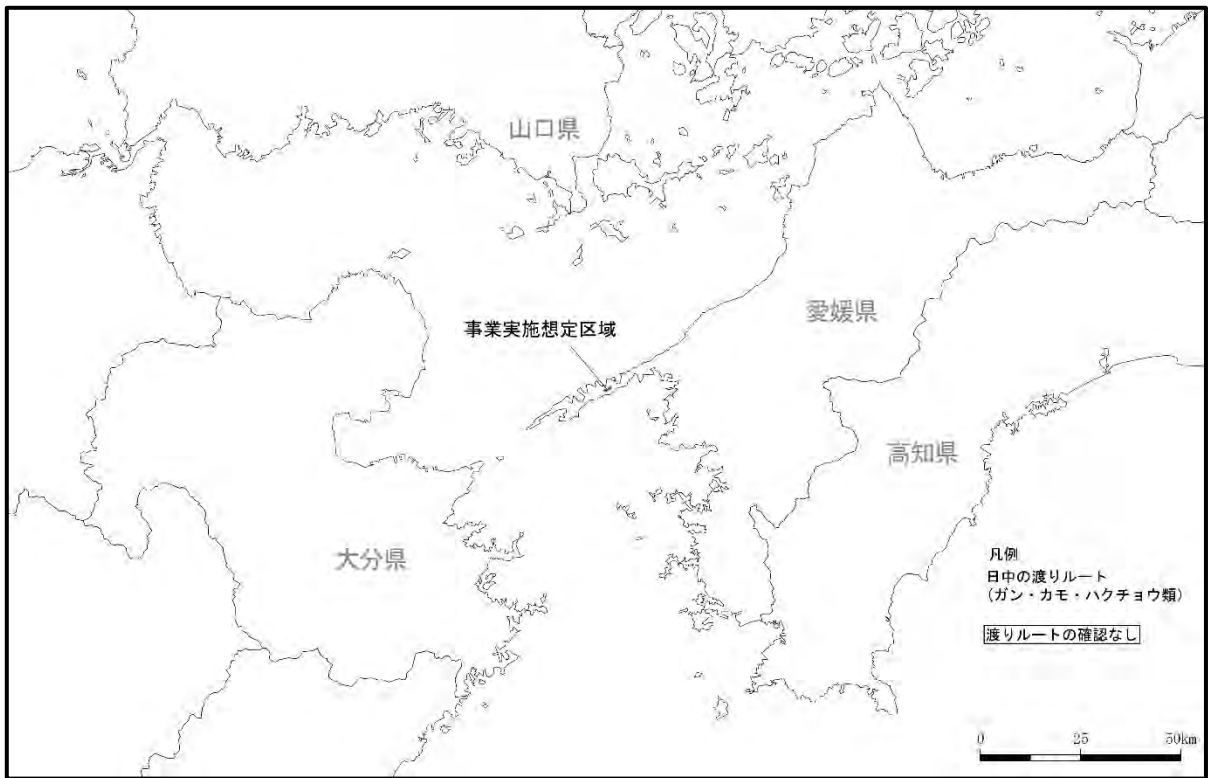 山口県
事業実施想定区域
愛媛県
高知県
大分県
凡例
日中の渡りルート
(ガン・カモ・ハクチョウ類)
渡りルートの確認なし
0 25 50km